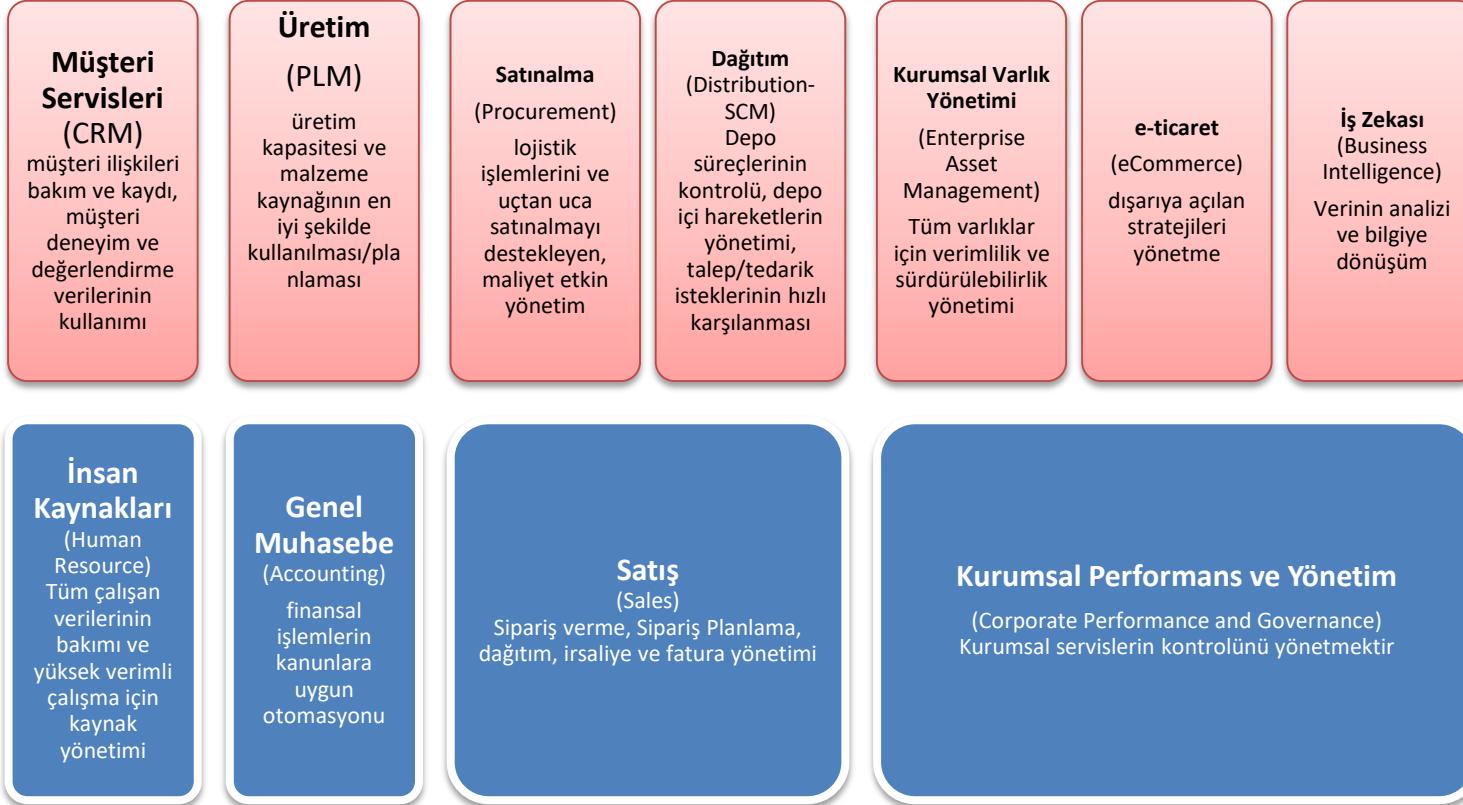 Müşteri
Servisleri
(CRM)
müşteri ilişkileri
bakım ve kaydı,
müşteri
deneyim ve
değerlendirme
verilerinin
kullanımı
Üretim
(PLM)
üretim
kapasitesi ve
malzeme
kaynağının en
iyi şekilde
kullanılması/pla
nlaması
Satınalma
(Procurement)
lojistik
işlemlerini ve
uçtan uca
satınalmayı
destekleyen,
maliyet etkin
yönetim
Dağıtım
(Distribution-
SCM)
Depo
süreçlerinin
kontrolü, depo
içi hareketlerin
yönetimi,
talep/tedarik
isteklerinin hızlı
karşılanması
Kurumsal Varlık
Yönetimi
(Enterprise
Asset
Management)
Tüm varlıklar
için verimlilik ve
sürdürülebilirlik
yönetimi
e-ticaret
(eCommerce)
dışarıya açılan
stratejileri
yönetme
İş Zekası
(Business
Intelligence)
Verinin analizi
ve bilgiye
dönüşüm
İnsan
Kaynakları
(Human
Resource)
Tüm çalışan
verilerinin
bakımı ve
yüksek verimli
çalışma için
kaynak
yönetimi
Genel
Muhasebe
(Accounting)
finansal
işlemlerin
kanunlara
uygun
otomasyonu
Satış
(Sales)
Sipariş verme, Sipariş Planlama,
dağıtım, irsaliye ve fatura yönetimi
Kurumsal Performans ve Yönetim
(Corporate Performance and Governance)
Kurumsal servislerin kontrolünü yönetmektir